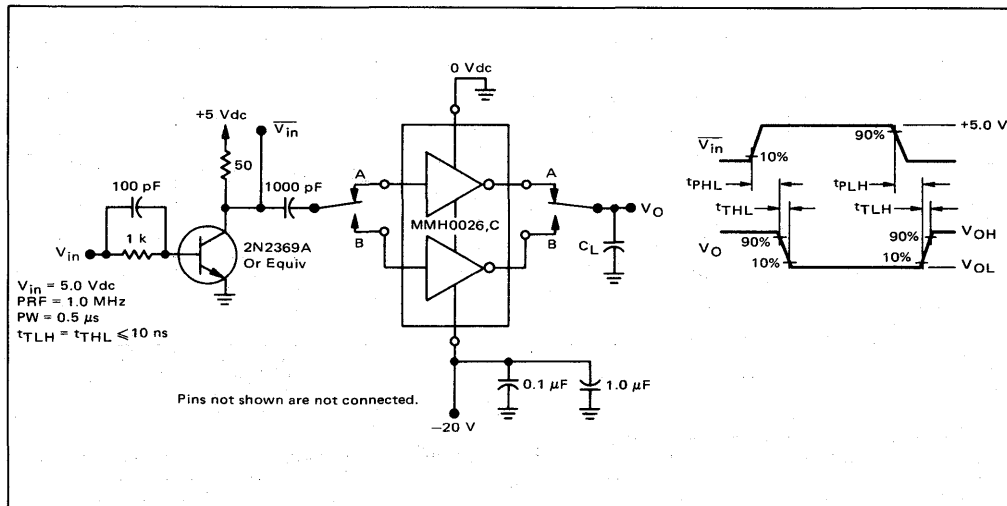 0 Vdc
+5 Vdc
V̅i̅n̅
50
100 pF
1000 pF
A
A
1 k
MMH0026,C
VO
Vin
2N2369A
Or Equiv
B
B
CL
Vin = 5.0 Vdc
PRF = 1.0 MHz
PW = 0.5 µs
tTLH = tTHL ⩽ 10 ns
0.1 µF
1.0 µF
Pins not shown are not connected.
−20 V
+5.0 V
90%
V̅i̅n̅
10%
tPHL
tPLH
tTHL
tTLH
VOH
90%
90%
VO
10%
10%
VOL